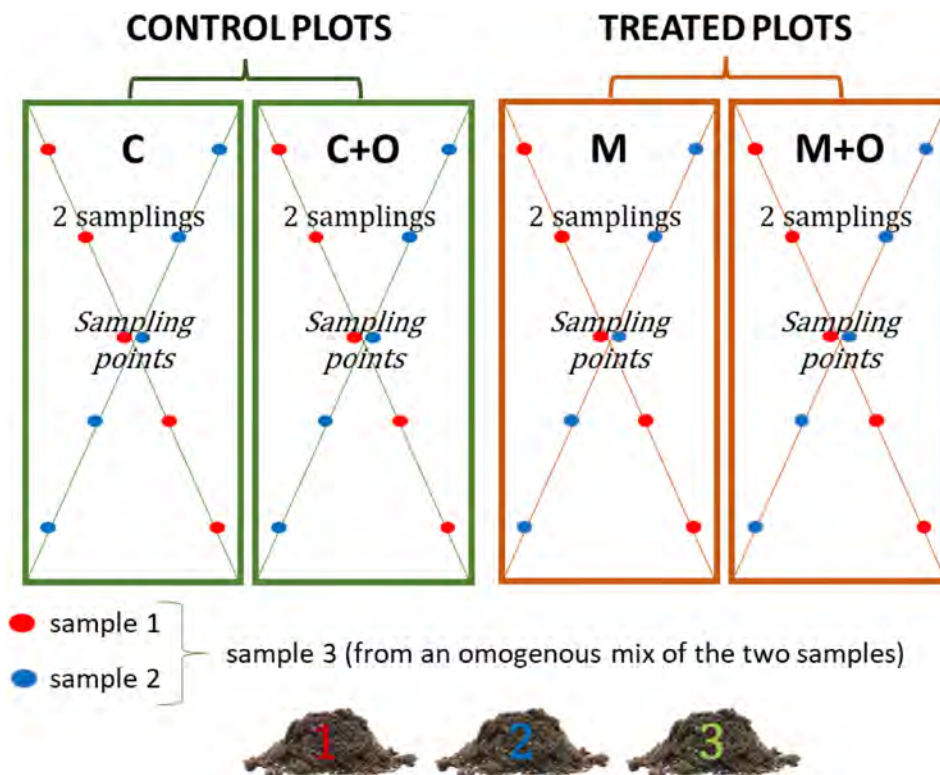 CONTROL PLOTS
TREATED PLOTS
C
C+O
M
M+O
2 samplings
2 samplings
2 samplings
2 samplings
Sampling
points
Sampling
points
Sampling
points
Sampling
points
sample 1
sample 2
sample 3 (from an omogenous mix of the two samples)
1
2
3